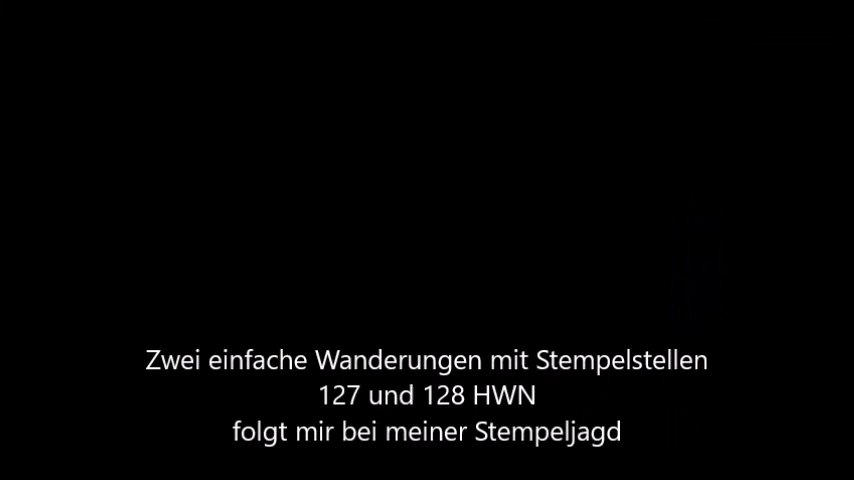 Zwei einfache Wanderungen mit Stempelstellen
127 und 128 HWN
folgt mir bei meiner Stempeljagd